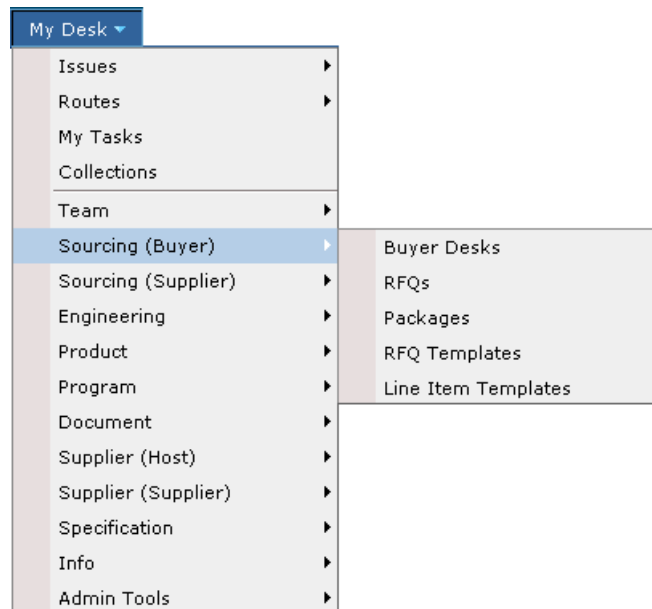 My Desk
Issues
Routes
My Tasks
Collections
Team
Sourcing (Buyer)
Sourcing (Supplier)
Engineering
Product
Program
Document
Supplier (Host)
Supplier (Supplier)
Specification
Info
Admin Tools
Buyer Desks
RFQs
Packages
RFQ Templates
Line Item Templates